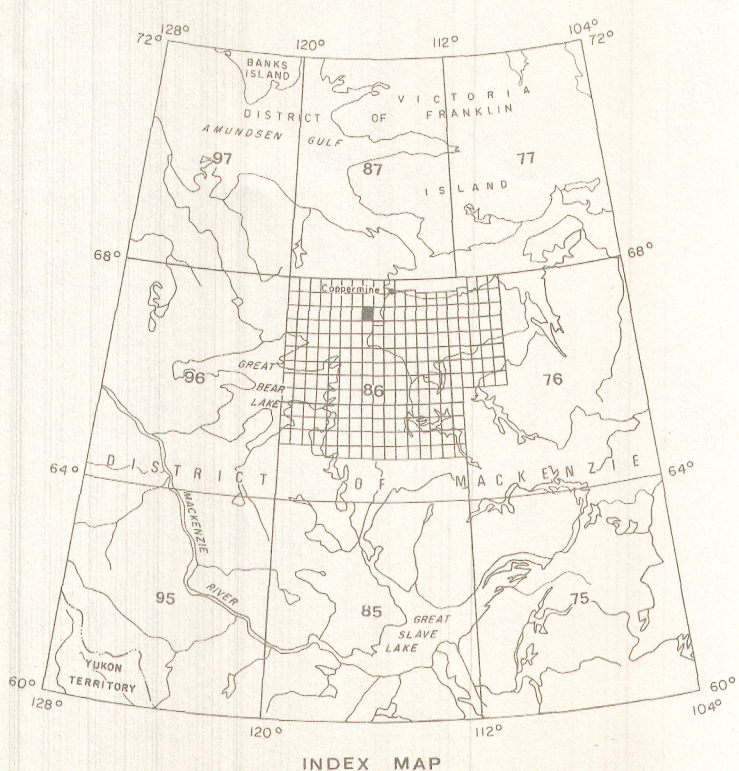 128°
120°
112°
104°
72°
72°
BANKS
ISLAND
VICTORIA
DISTRICT OF FRANKLIN
AMUNDSEN GULF
97
87
77
ISLAND
68°
68°
Coppermine
GREAT
96
BEAR
86
76
LAKE
DISTRICT OF MACKENZIE
64°
64°
MACKENZIE
RIVER
95
85
75
GREAT
SLAVE
LAKE
YUKON
TERRITORY
60°
60°
128°
104°
120°
112°
INDEX MAP